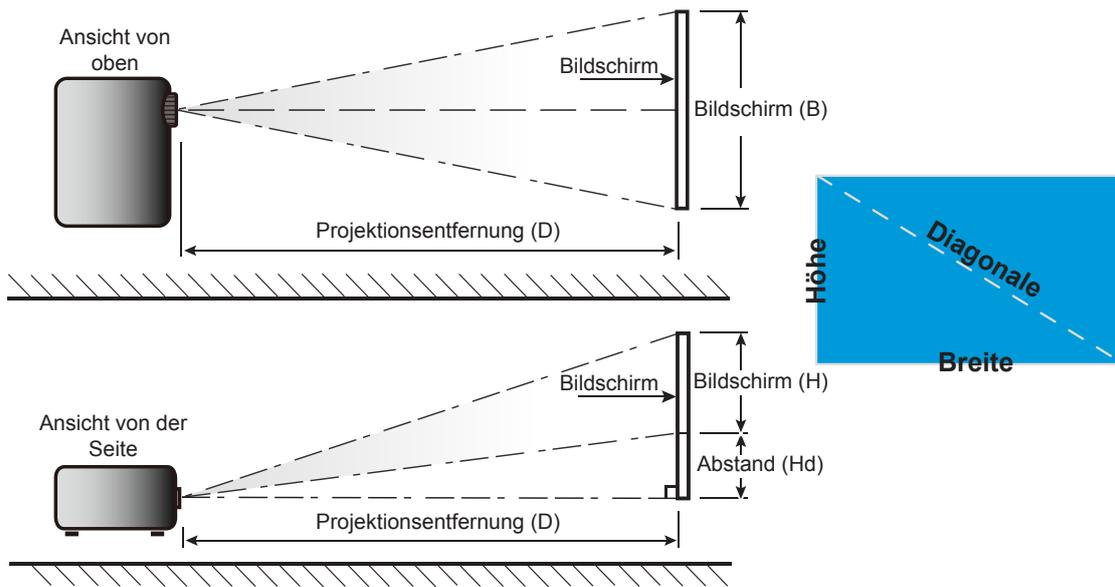 Ansicht von
oben
Bildschirm
Bildschirm (B)
Projektionsentfernung (D)
Höhe
Diagonale
Breite
Ansicht von der
Seite
Bildschirm
Bildschirm (H)
Abstand (Hd)
Projektionsentfernung (D)